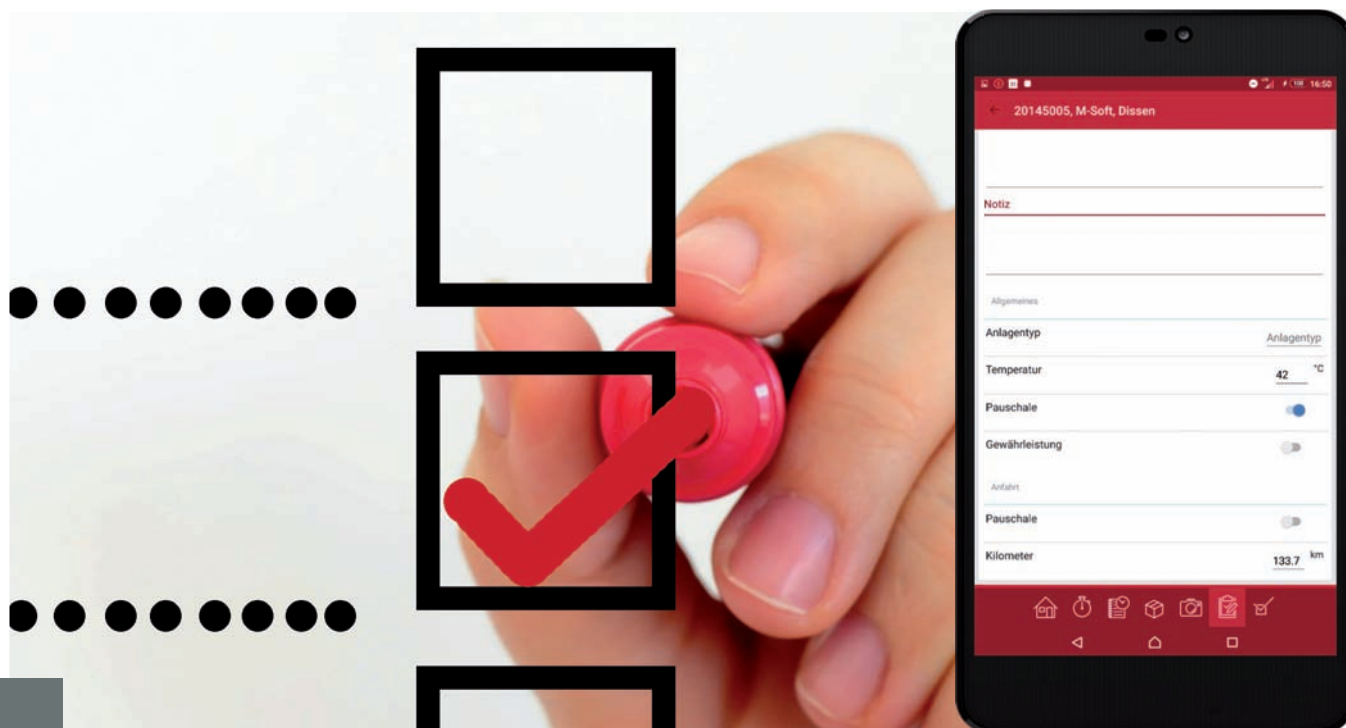 100 16:50
20145005, M-Soft, Dissen
Notiz
Allgemeines
Anlagentyp Anlagentyp
Temperatur 42 °C
Pauschale
Gewährleistung
Anfahrt
Pauschale
Kilometer 133.7 km